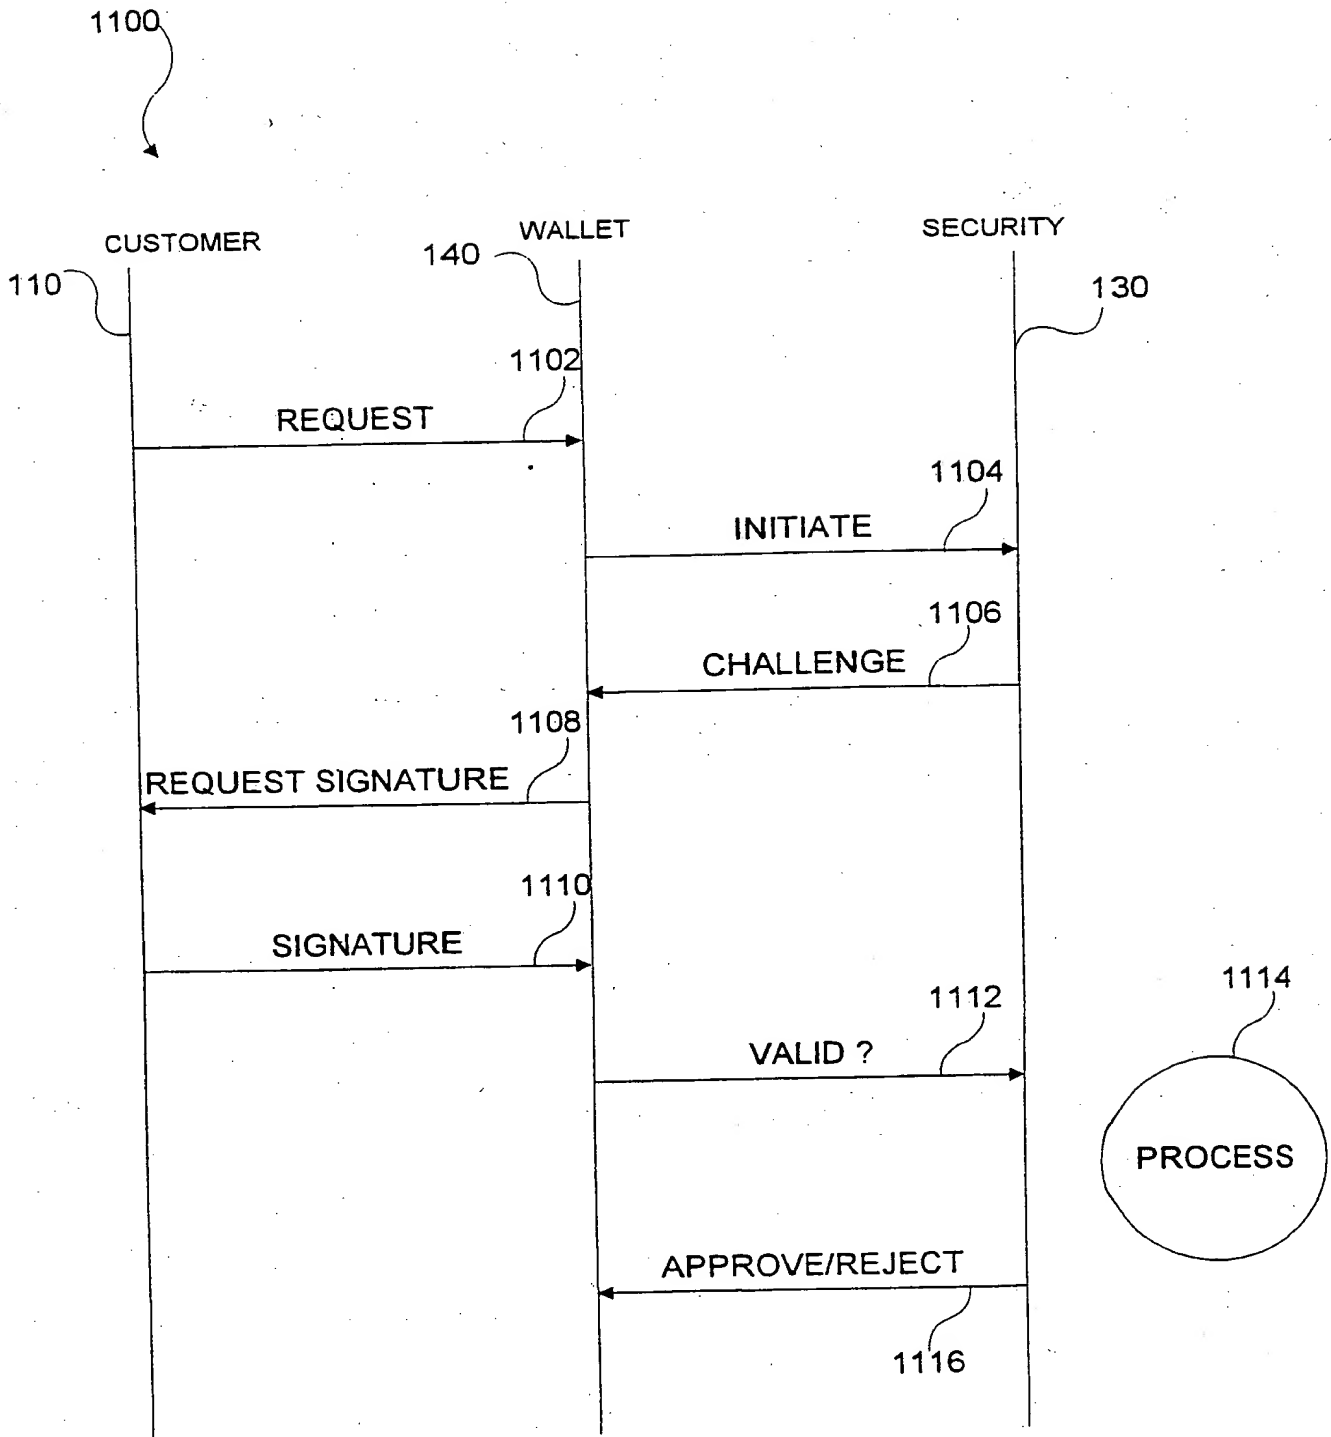 1100
CUSTOMER
WALLET
SECURITY
110
140
130
1102
REQUEST
1104
INITIATE
1106
CHALLENGE
1108
REQUEST SIGNATURE
1110
SIGNATURE
1112
VALID ?
1114
PROCESS
APPROVE/REJECT
1116